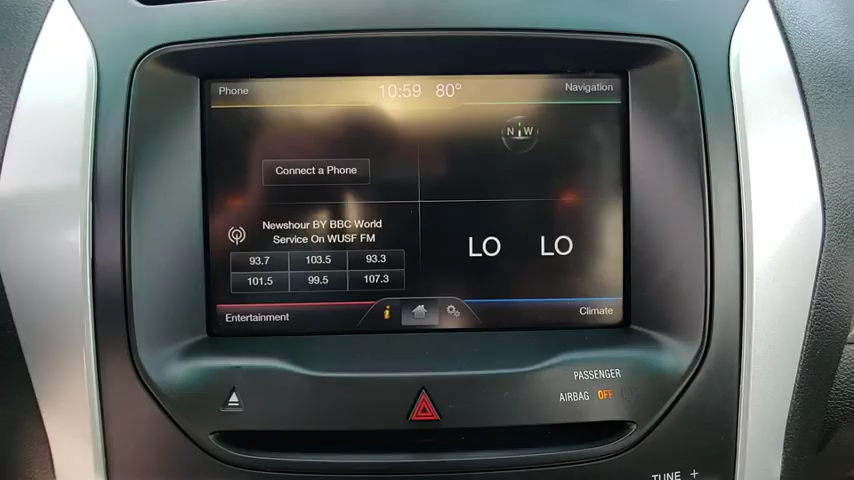 Phone
10:59 80°
Navigation
N W
Connect a Phone
Newshour BY BBC World
Service On WUSF FM
93.7 103.5 93.3
101.5 99.5 107.3
LO LO
Entertainment
i
Climate
PASSENGER
AIRBAG OFF
TUNE +